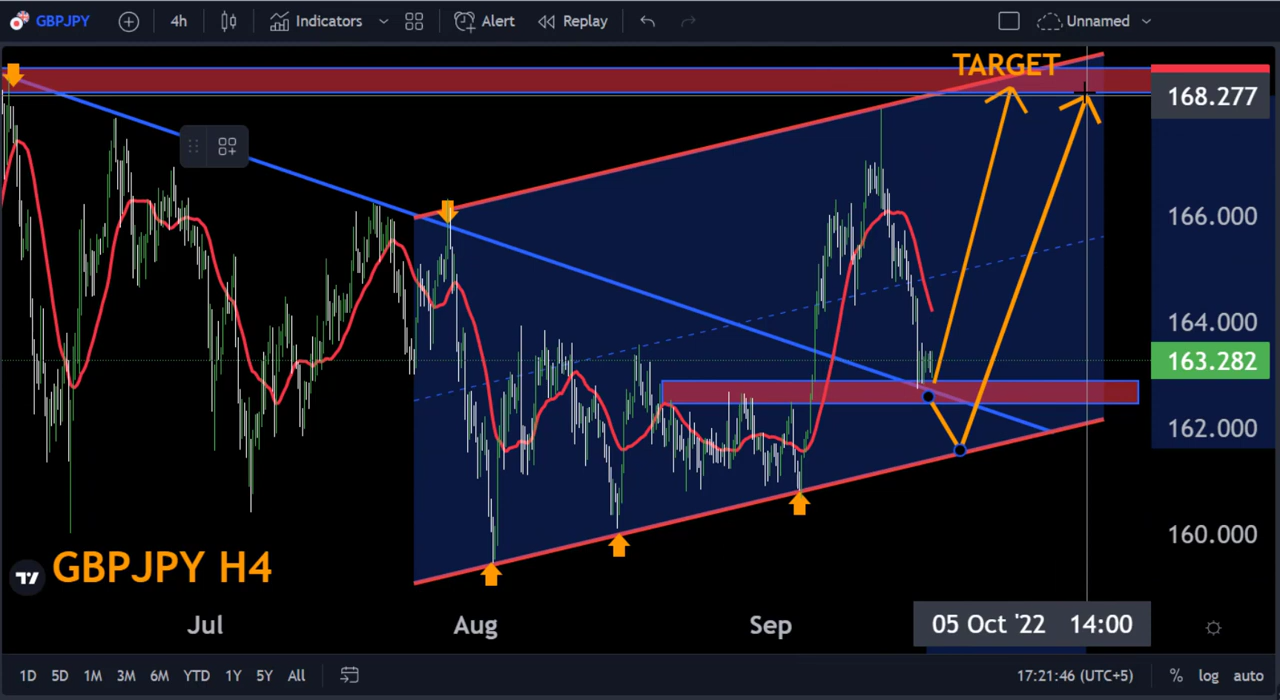 GBPJPY 4h Indicators Alert Replay Unnamed
TARGET
168.277
166.000
164.000
163.282
162.000
160.000
GBPJPY H4
Jul Aug Sep 05 Oct '22 14:00
1D 5D 1M 3M 6M YTD 1Y 5Y All 17:21:46 (UTC+5) % log auto